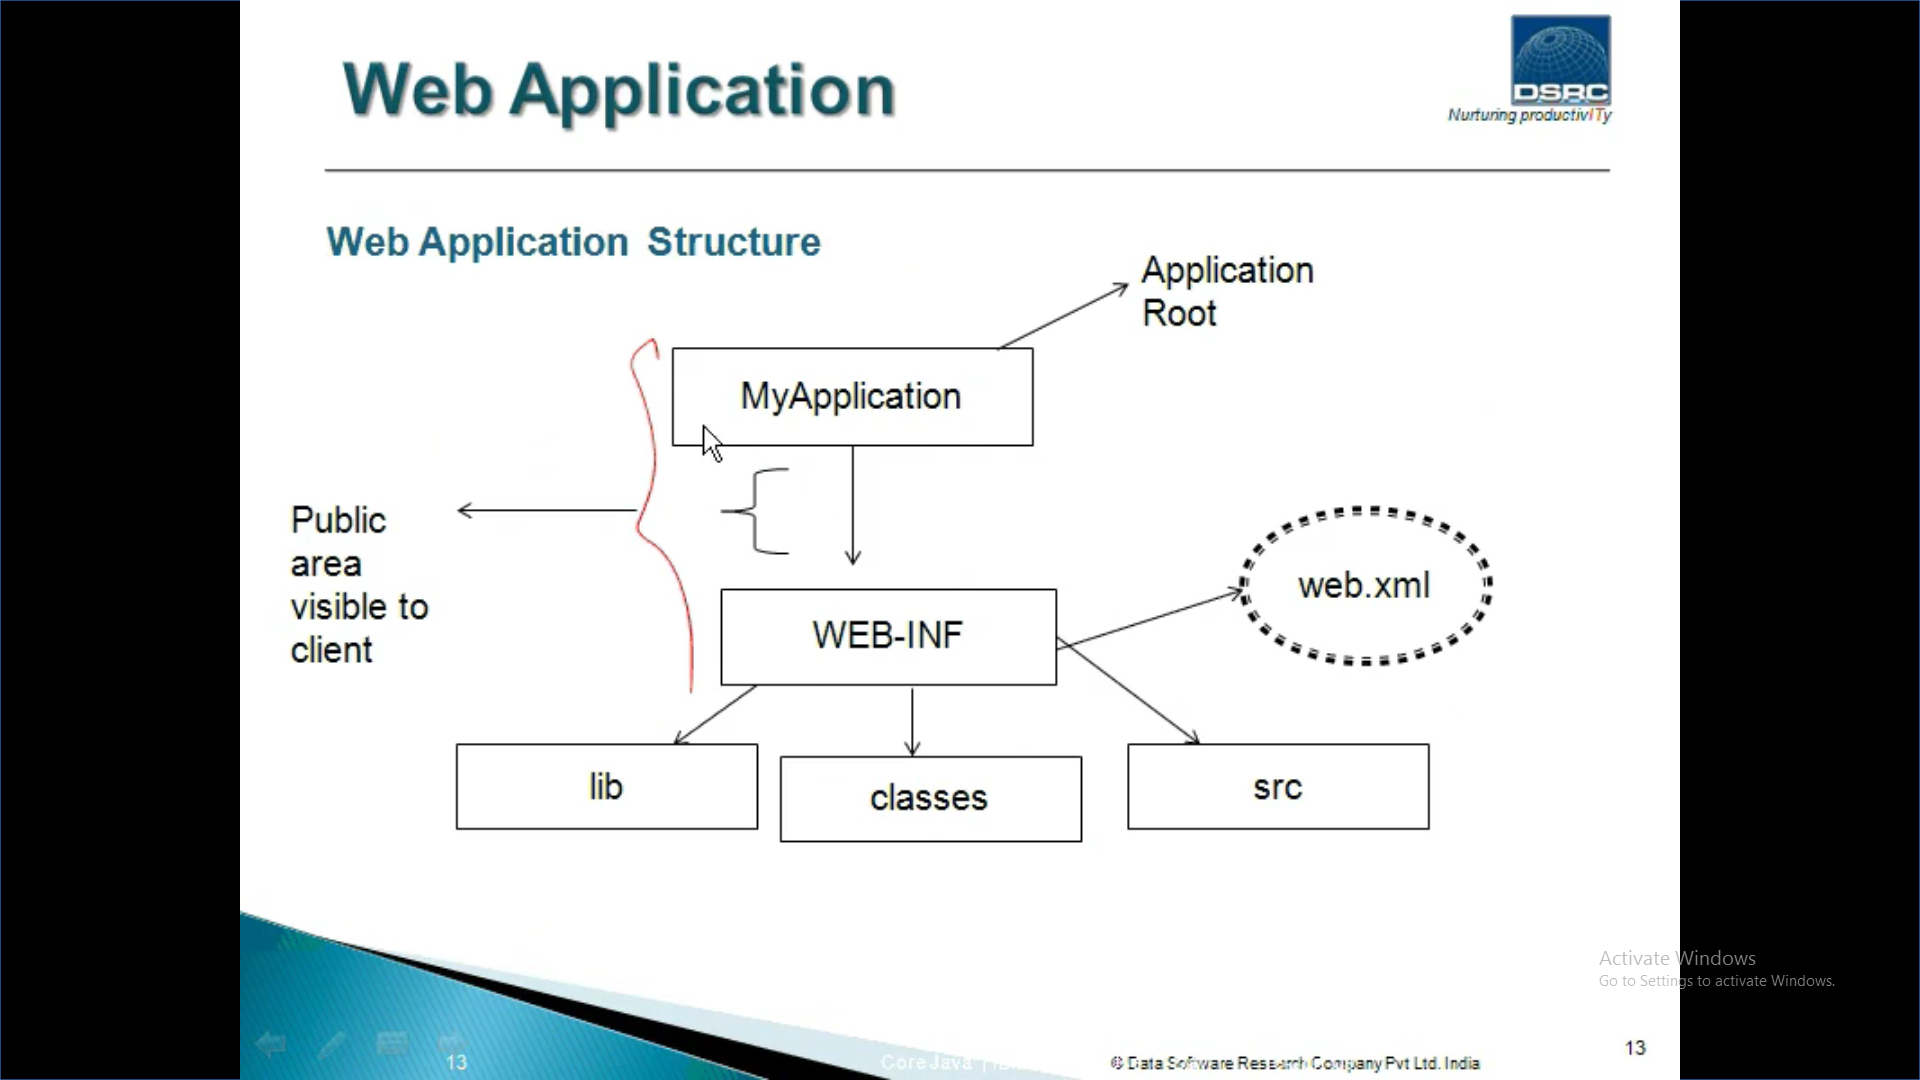 Web Application
DSRC
Nurturing productivITy
Web Application Structure
Application
Root
MyApplication
Public
area
visible to
client
web.xml
WEB-INF
lib
classes
src
Activate Windows
Go to Settings to activate Windows.
13
13
Core Java
© Data Software Research Company Pvt Ltd. India